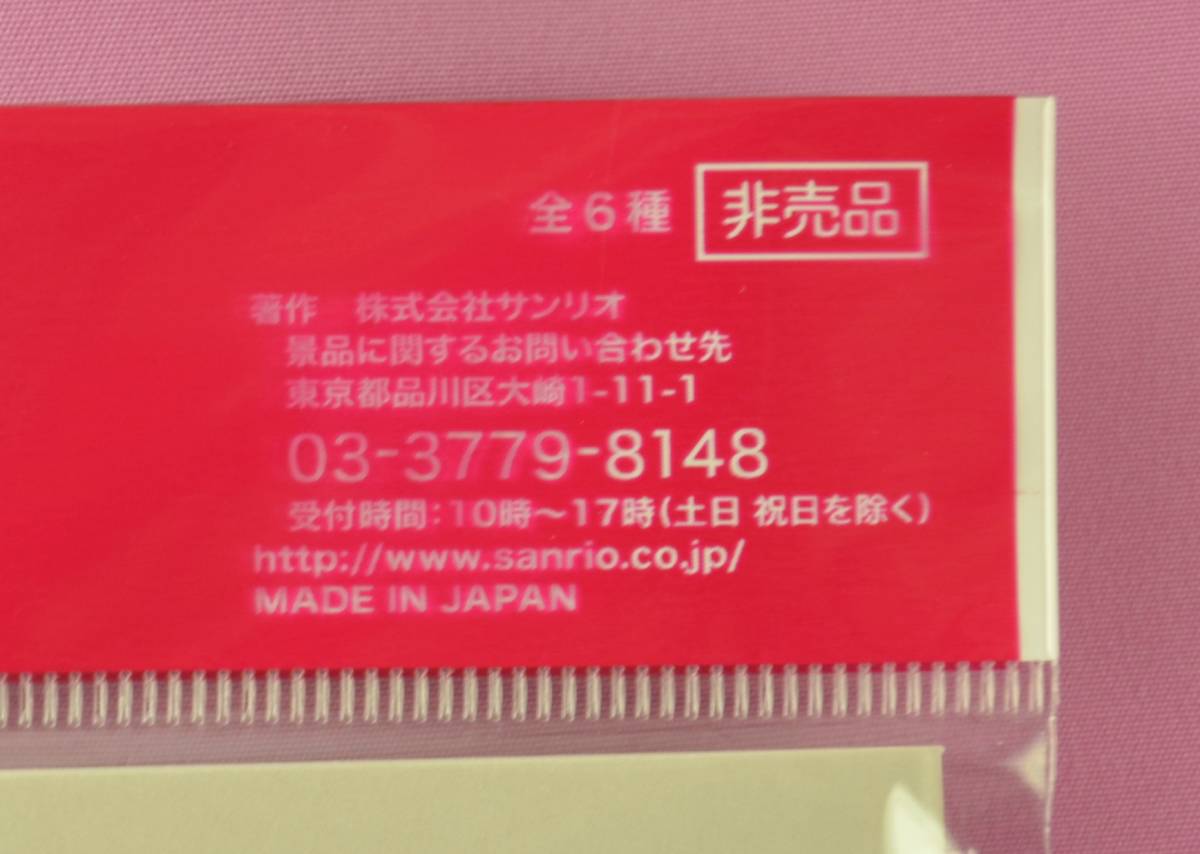 全6種 非売品
著作 株式会社サンリオ
景品に関するお問い合わせ先
東京都品川区大崎1-11-1
03-3779-8148
受付時間:10時〜17時(土日 祝日を除く)
http://www.sanrio.co.jp/
MADE IN JAPAN